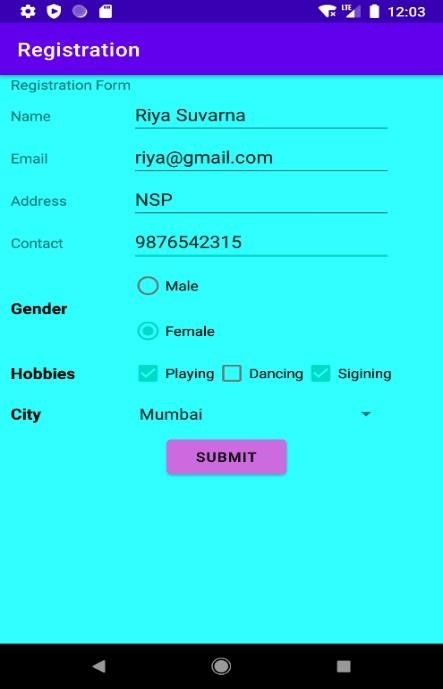 LTE 12:03
Registration
Registration Form
Name Riya Suvarna
Email riya@gmail.com
Address NSP
Contact 9876542315
Male
Gender
Female
Hobbies Playing Dancing Sigining
City Mumbai
SUBMIT